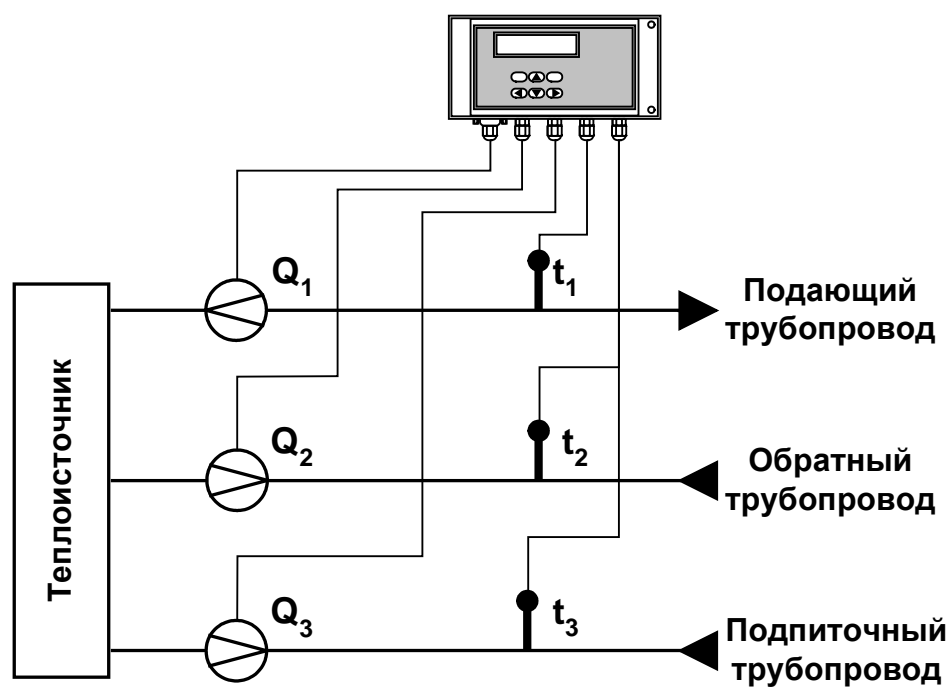 Q1
t1
Подающий
трубопровод
Теплоисточник
Q2
t2
Обратный
трубопровод
Q3
t3
Подпиточный
трубопровод